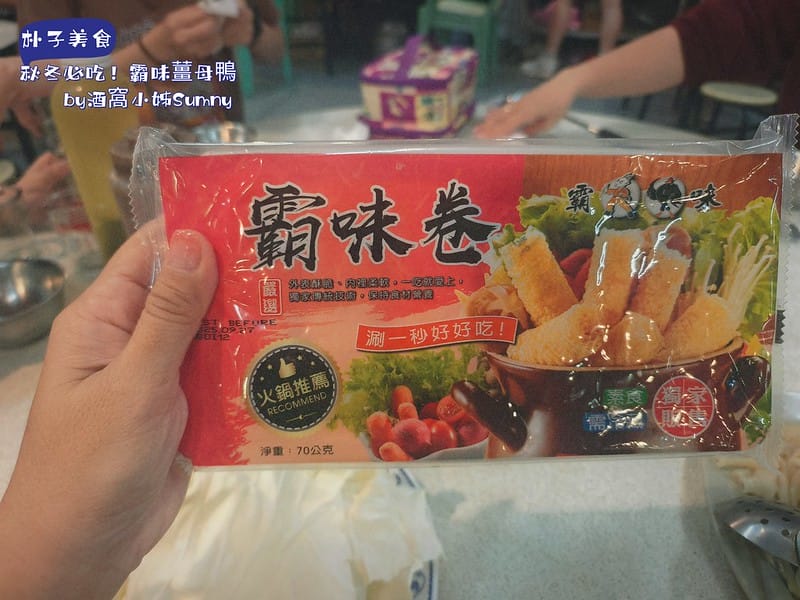 朴子美食
秋冬必吃！霸味薑母鴨
by酒窩小姊Sunny
霸味
霸味卷
嚴選
外表酥脆、內裡柔軟，一吃就愛上，
獨家傳統技術，保持食材營養
BEFORE
涮一秒好好吃！
火鍋推薦
RECOMMEND
素食
獨家
販售
淨重：70公克